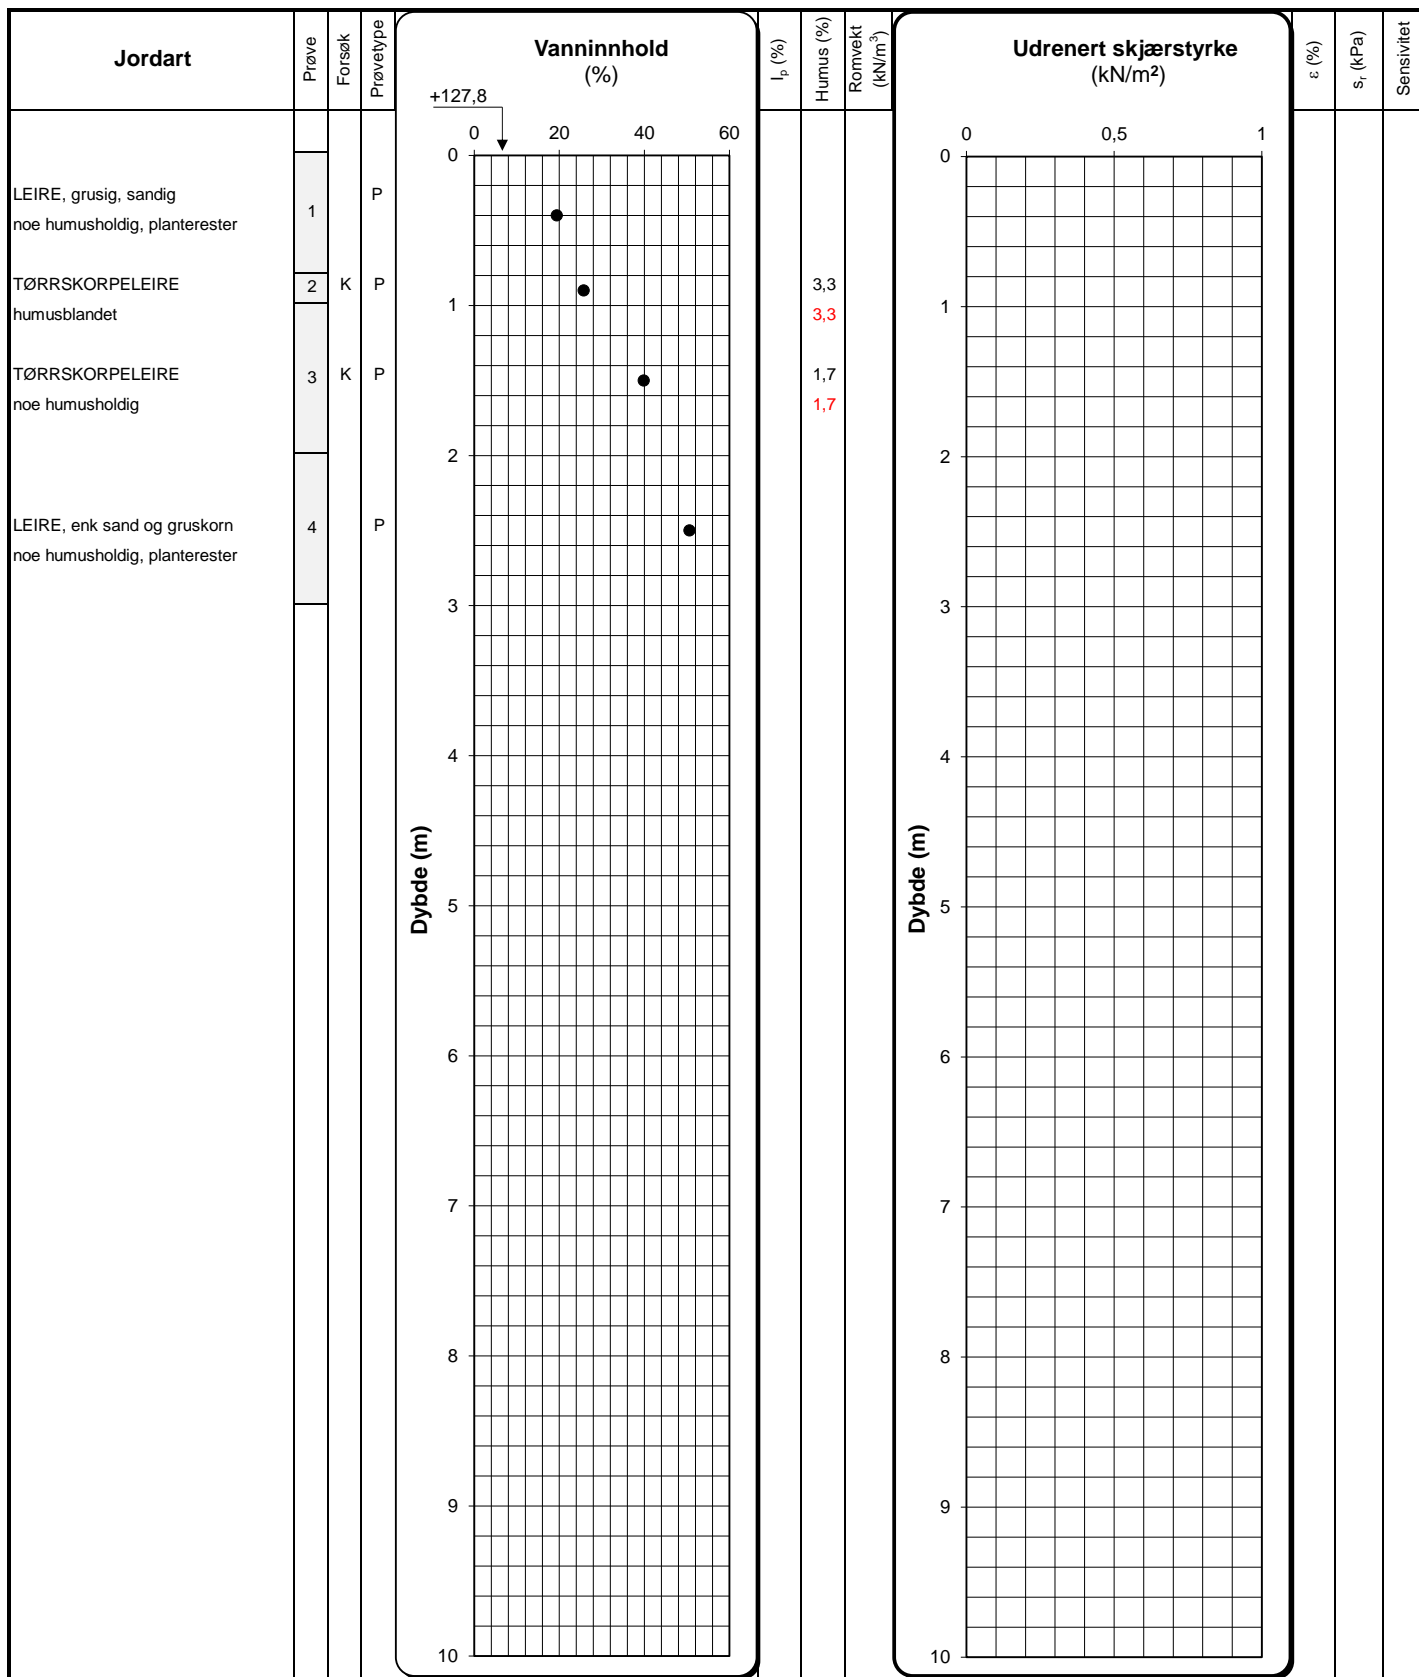 Jordart
Prøve
Forsøk
Prøvetype
Vanninnhold
(%)
Ip (%)
Humus (%)
Romvekt
(kN/m³)
Udrenert skjærstyrke
(kN/m²)
ε (%)
sr (kPa)
Sensivitet
+127,8
0 20 40 60
0 0,5 1
0
0
LEIRE, grusig, sandig P
1
noe humusholdig, planterester
TØRRSKORPELEIRE 2 K P 3,3
1
1
humusblandet 3,3
TØRRSKORPELEIRE 3 K P 1,7
noe humusholdig 1,7
2
2
LEIRE, enk sand og gruskorn 4 P
noe humusholdig, planterester
3
3
4
4
Dybde (m)
Dybde (m)
5
5
6
6
7
7
8
8
9
9
10
10